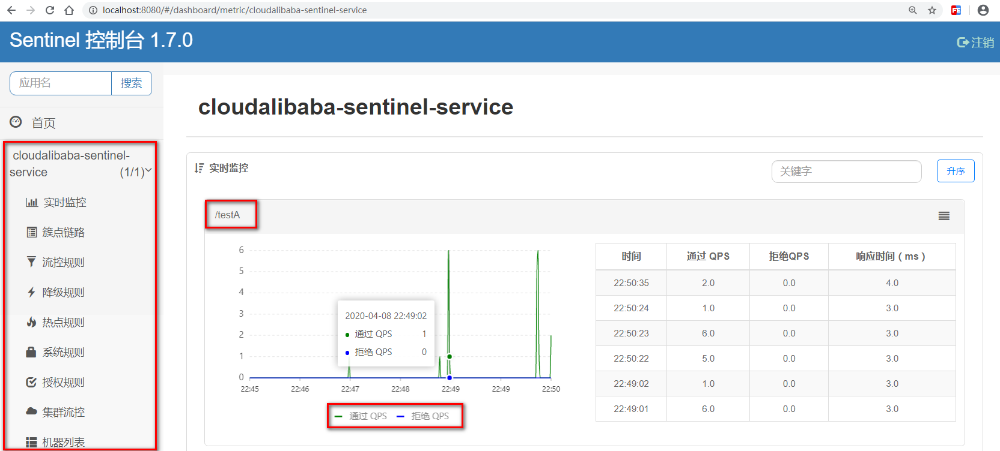 localhost:8080/#/dashboard/metric/cloudalibaba-sentinel-service
FE
Sentinel 控制台 1.7.0
注销
应用名
搜索
首页
cloudalibaba-sentinel-
service (1/1)
实时监控
簇点链路
流控规则
降级规则
热点规则
系统规则
授权规则
集群流控
机器列表
cloudalibaba-sentinel-service
实时监控
关键字
升序
/testA
6
5
4
3
2
1
0
22:45 22:46 22:47 22:48 22:49 22:49 22:50
2020-04-08 22:49:02
通过 QPS 1
拒绝 QPS 0
通过 QPS 拒绝 QPS
时间 通过 QPS 拒绝QPS 响应时间（ms）
22:50:35 2.0 0.0 4.0
22:50:24 1.0 0.0 3.0
22:50:23 6.0 0.0 3.0
22:50:22 5.0 0.0 3.0
22:49:02 1.0 0.0 3.0
22:49:01 6.0 0.0 3.0